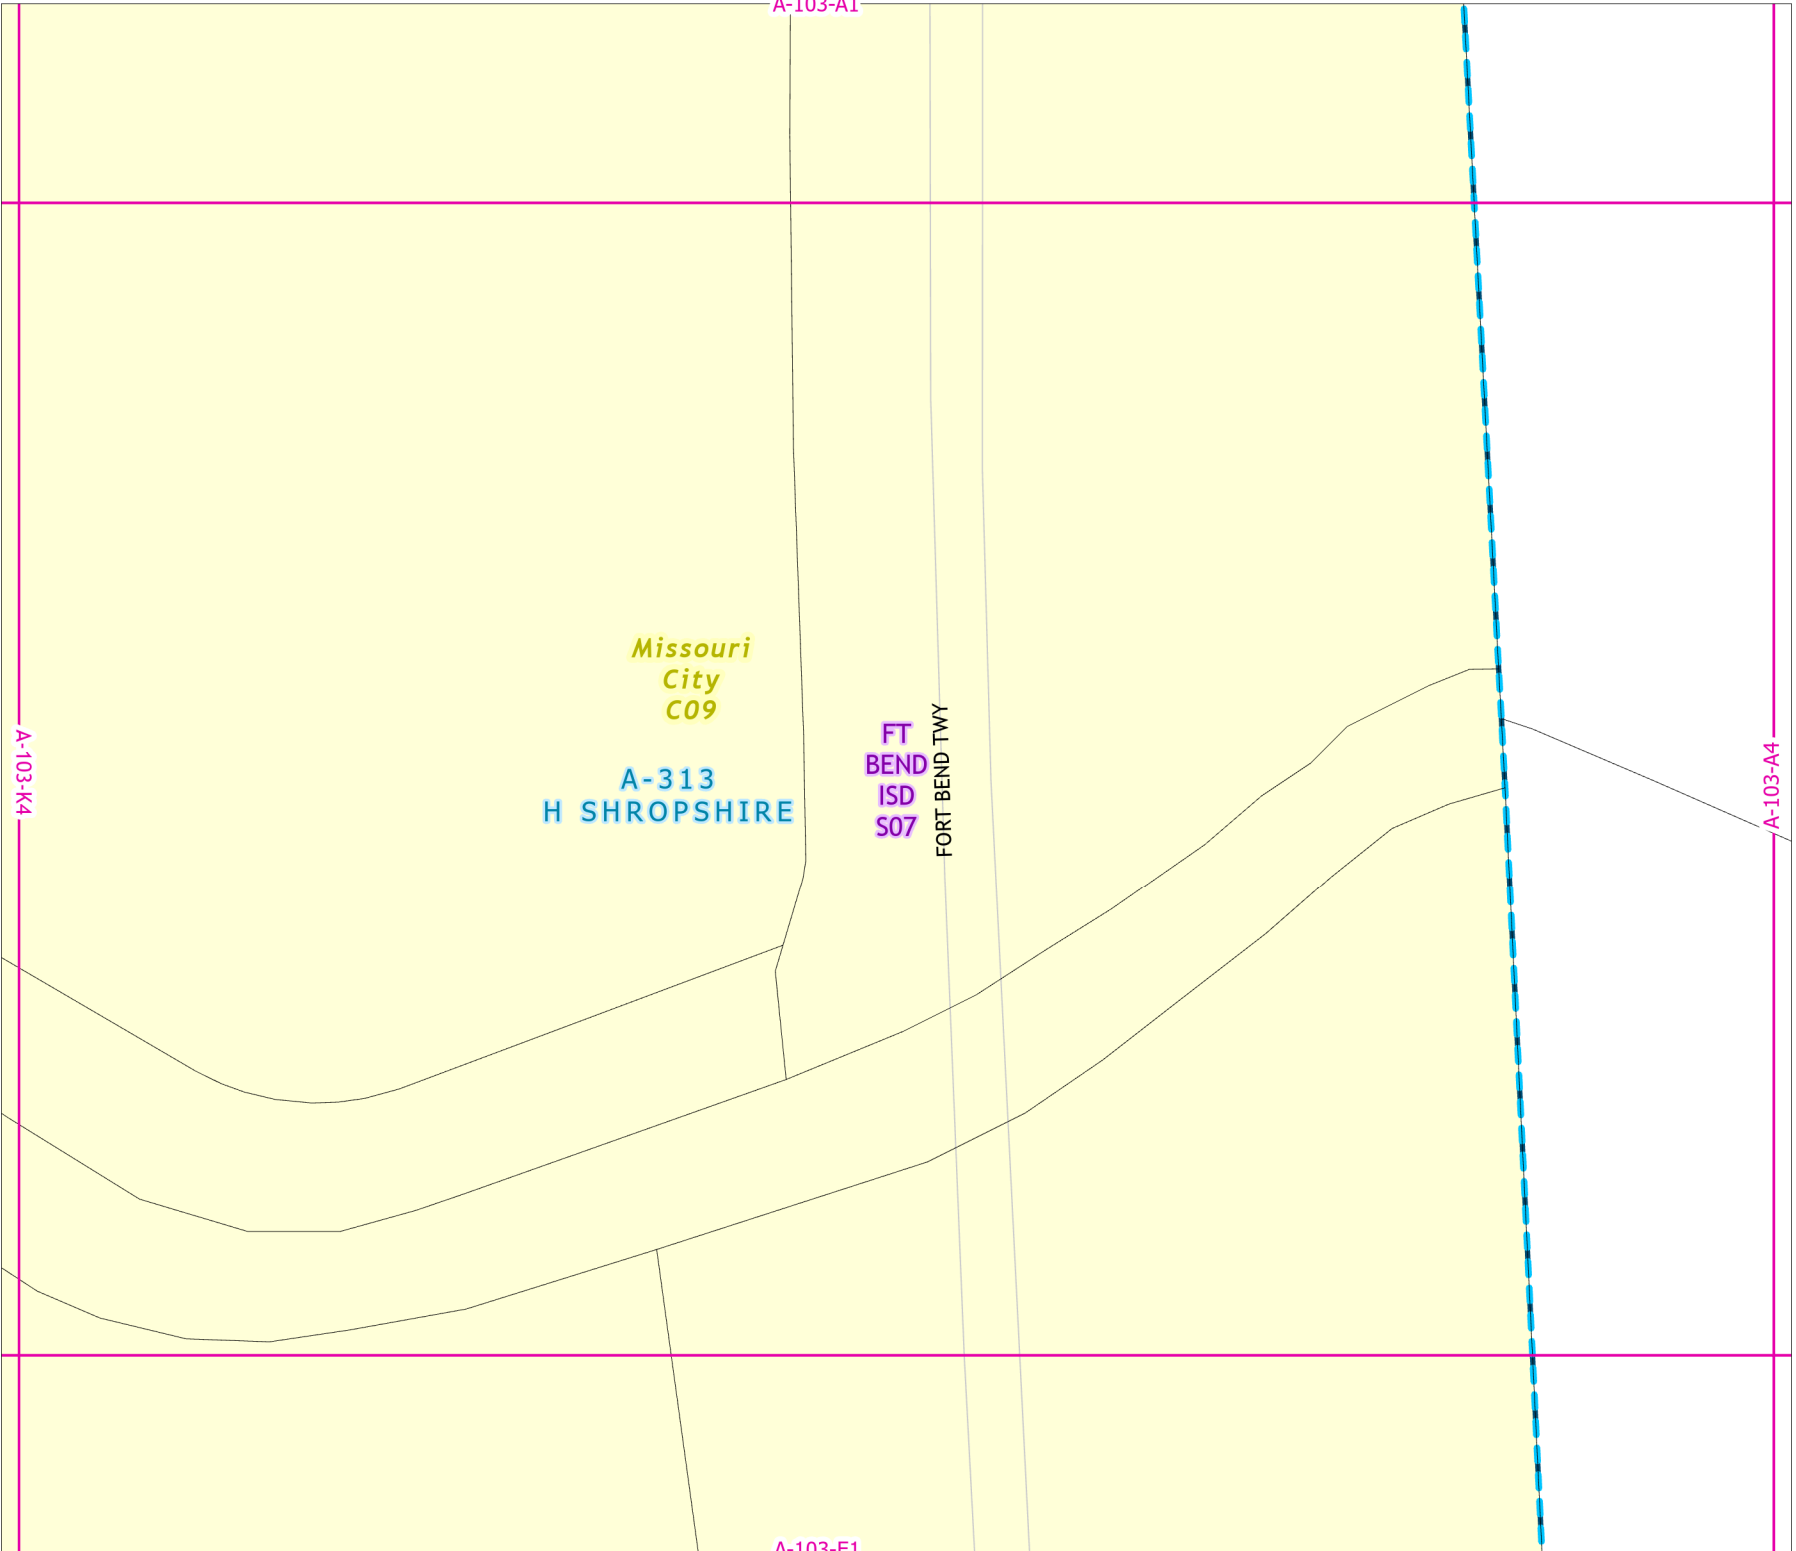 A-103-A1
Missouri
City
C09
A-313
H SHROPSHIRE
FT
BEND
ISD
S07
FORT BEND TWY
A-103-K4
A-103-A4
A-103-E1